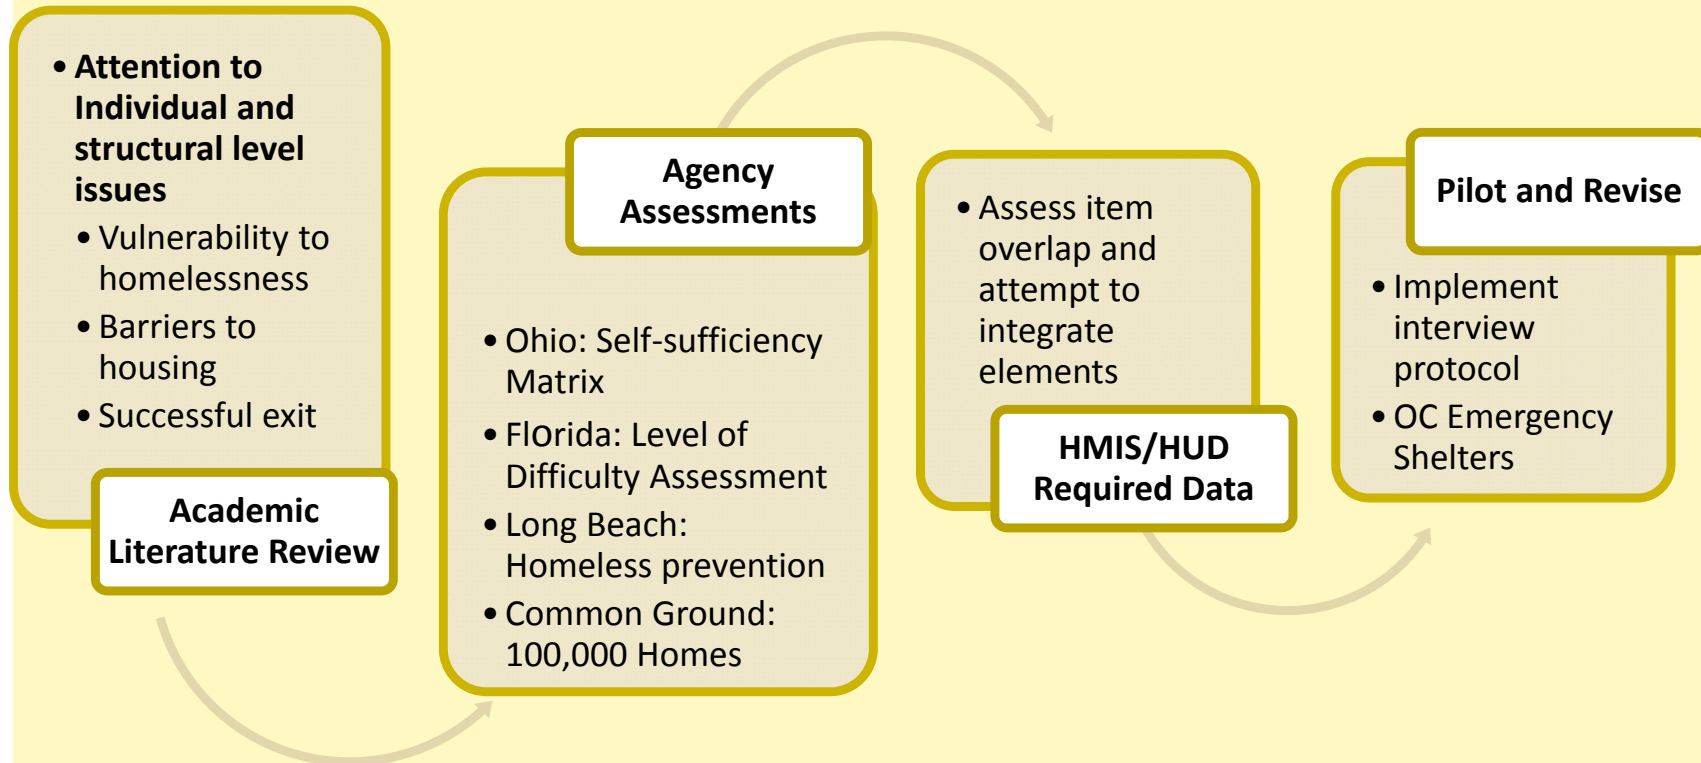 • Attention to
Individual and
structural level
issues
• Vulnerability to
homelessness
• Barriers to
housing
• Successful exit
Academic
Literature Review
Agency
Assessments
• Ohio: Self-sufficiency
Matrix
• Florida: Level of
Difficulty Assessment
• Long Beach:
Homeless prevention
• Common Ground:
100,000 Homes
• Assess item
overlap and
attempt to
integrate
elements
HMIS/HUD
Required Data
Pilot and Revise
• Implement
interview
protocol
• OC Emergency
Shelters